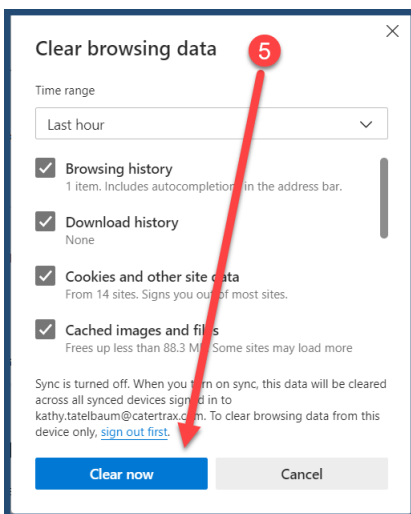 Clear browsing data
5
Time range
Last hour
Browsing history
1 item. Includes autocompletions in the address bar.
Download history
None
Cookies and other site data
From 14 sites. Signs you out of most sites.
Cached images and files
Frees up less than 88.3 MB. Some sites may load more
Sync is turned off. When you turn on sync, this data will be cleared
across all synced devices signed in to
kathy.tatelbaum@catertrax.com. To clear browsing data from this
device only, sign out first.
Clear now Cancel